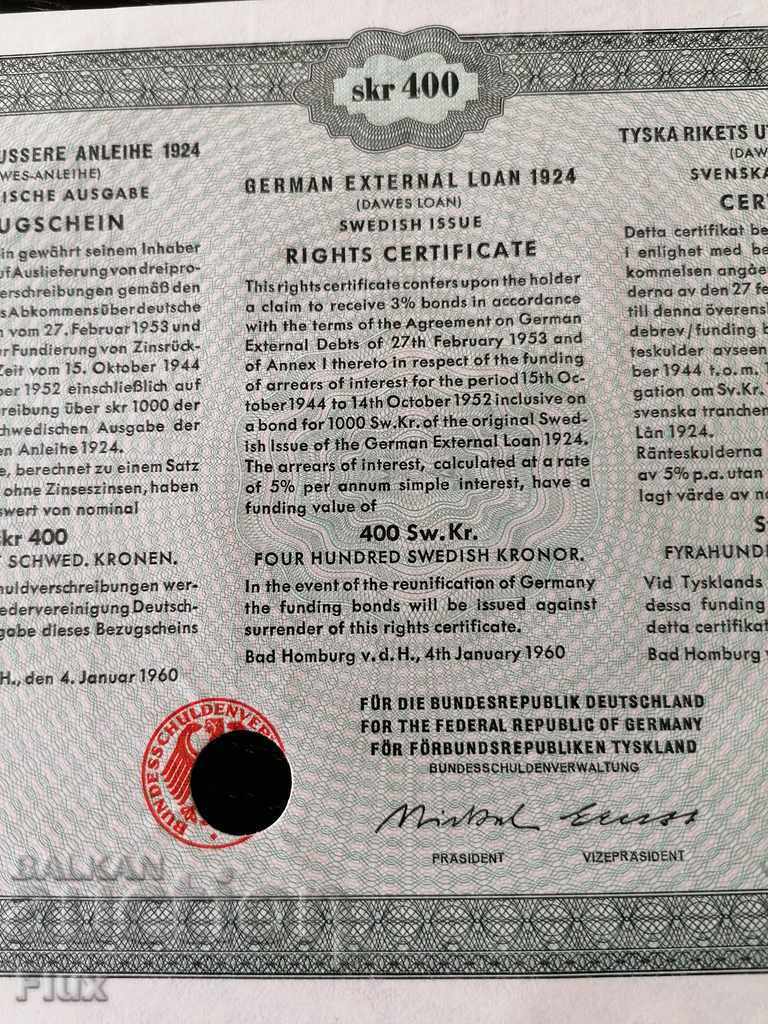 skr 400
USSERE ANLEIHE 1924
WES-ANLEIHE)
ISCHE AUSGABE
UGSCHEIN
in gewährt seinem Inhaber
uf Auslieferung von dreipro-
erschreibungen gemäß den
s Abkommens über deutsche
n vom 27. Februar 1953 und
r Fundierung von Zinsrück-
Zeit vom 15. Oktober 1944
ber 1952 einschließlich auf
reibung über skr 1000 der
chwedischen Ausgabe der
en Anleihe 1924.
e, berechnet zu einem Satz
ohne Zinseszinsen, haben
swert von nominal
kr 400
T SCHWED. KRONEN.
huldverschreibungen wer-
edervereinigung Deutsch-
gabe dieses Bezugscheins
H., den 4. Januar 1960
GERMAN EXTERNAL LOAN 1924
(DAWES LOAN)
SWEDISH ISSUE
RIGHTS CERTIFICATE
This rights certificate confers upon the holder
a claim to receive 3% bonds in accordance
with the terms of the Agreement on German
External Debts of 27th February 1953 and
of Annex I thereto in respect of the funding
of arrears of interest for the period 15th Oc-
tober 1944 to 14th October 1952 inclusive on
a bond for 1000 Sw.Kr. of the original Swed-
ish Issue of the German External Loan 1924.
The arrears of interest, calculated at a rate
of 5% per annum simple interest, have a
funding value of
400 Sw.Kr.
FOUR HUNDRED SWEDISH KRONOR.
In the event of the reunification of Germany
the funding bonds will be issued against
surrender of this rights certificate.
Bad Homburg v. d. H., 4th January 1960
TYSKA RIKETS U
(DAW
SVENSKA
CER
Detta certifikat be
i enlighet med be
kommelsen angåe
derna av den 27 fe
till denna överens
debrev/funding b
teskulder avseen
ber 1944 t. o. m. 1
gation om Sv.Kr. 
svenska tranchen
Lån 1924.
Ränteskulderna
av 5% p.a. utan
lagt värde av no
S
FYRAHUND
Vid Tysklands
dessa funding
detta certifikat
Bad Homburg v
FÜR DIE BUNDESREPUBLIK DEUTSCHLAND
FOR THE FEDERAL REPUBLIC OF GERMANY
FÖR FÖRBUNDSREPUBLIKEN TYSKLAND
BUNDESSCHULDENVERWALTUNG
BUNDESSCHULDENVER
PRÄSIDENT
VIZEPRÄSIDENT
BALKAN
auction
Flux